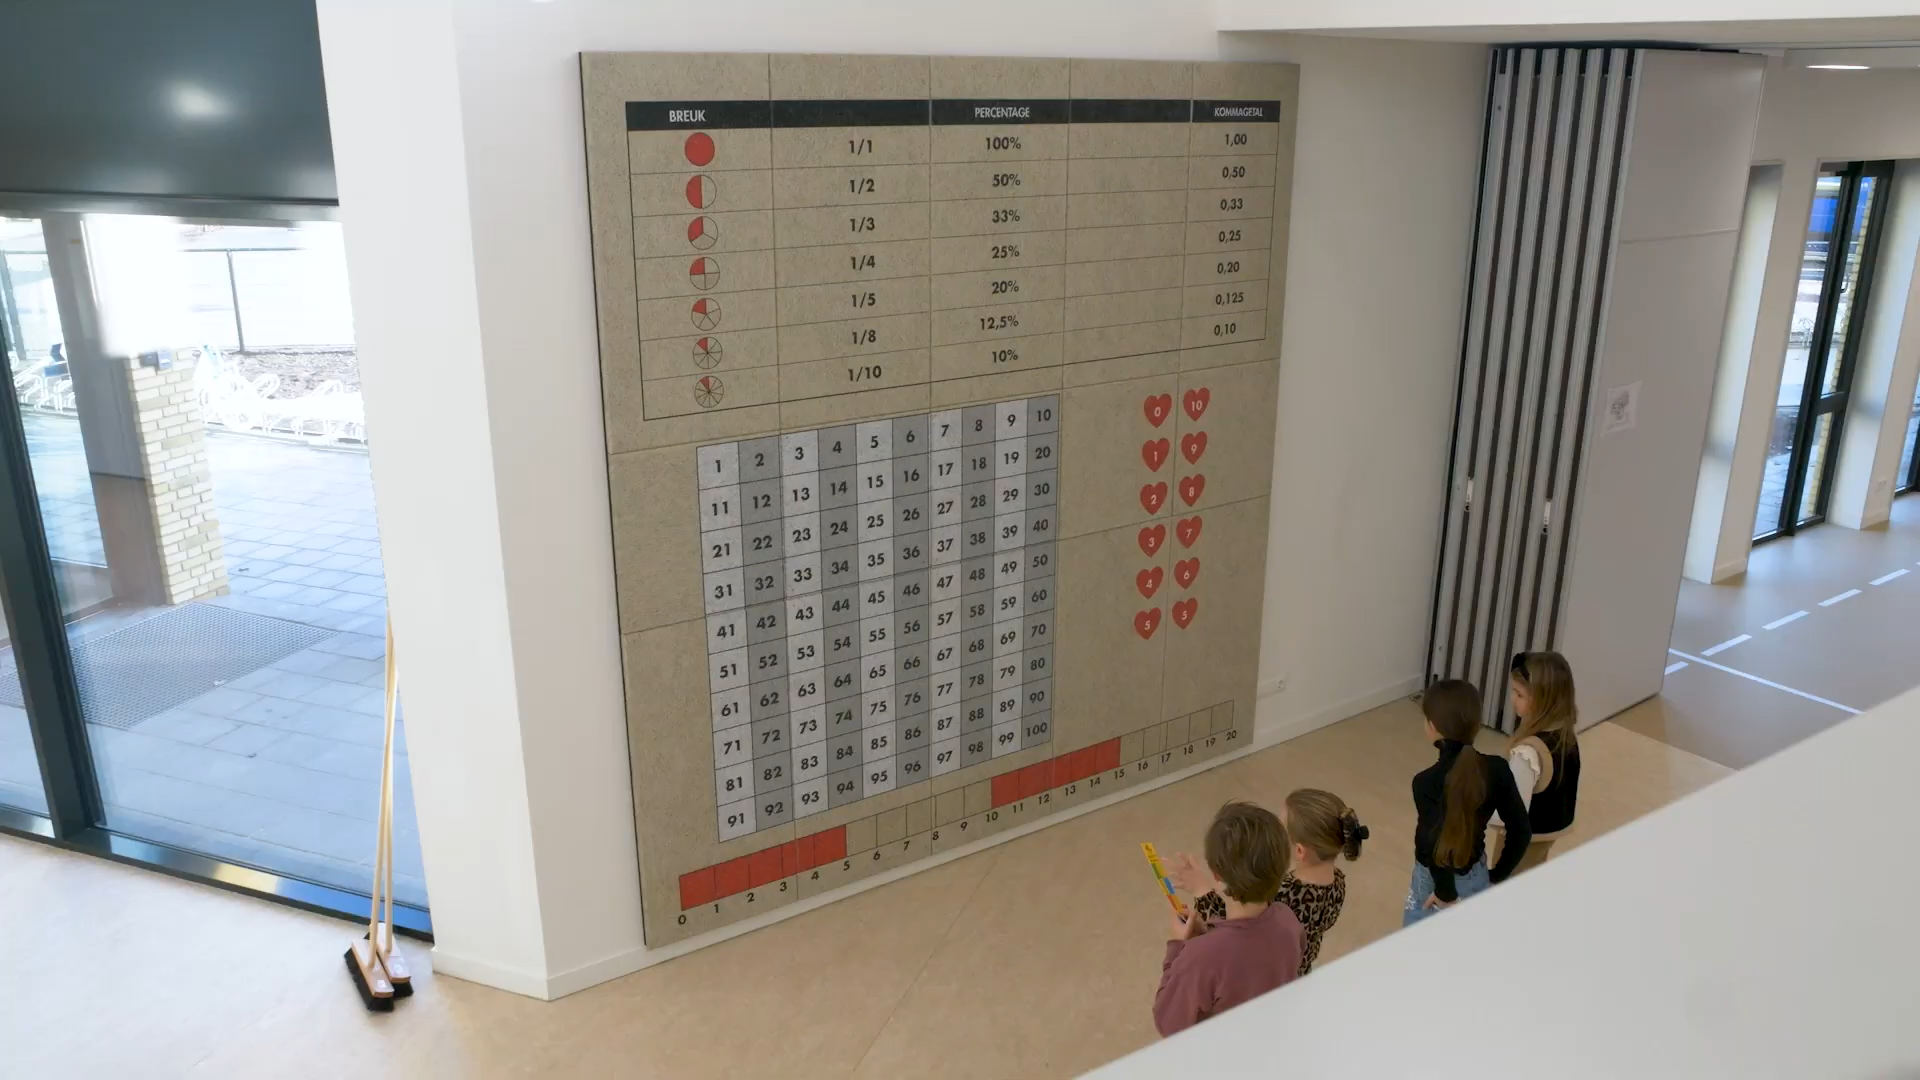 BREUK PERCENTAGE KOMMAGETAL
1/1 100% 1,00
1/2 50% 0,50
1/3 33% 0,33
1/4 25% 0,25
1/5 20% 0,20
1/8 12,5% 0,125
1/10 10% 0,10
1 2 3 4 5 6 7 8 9 10
11 12 13 14 15 16 17 18 19 20
21 22 23 24 25 26 27 28 29 30
31 32 33 34 35 36 37 38 39 40
41 42 43 44 45 46 47 48 49 50
51 52 53 54 55 56 57 58 59 60
61 62 63 64 65 66 67 68 69 70
71 72 73 74 75 76 77 78 79 80
81 82 83 84 85 86 87 88 89 90
91 92 93 94 95 96 97 98 99 100
0 10
1 9
2 8
3 7
4 6
5 5
0 1 2 3 4 5 6 7 8 9 10 11 12 13 14 15 16 17 18 19 20